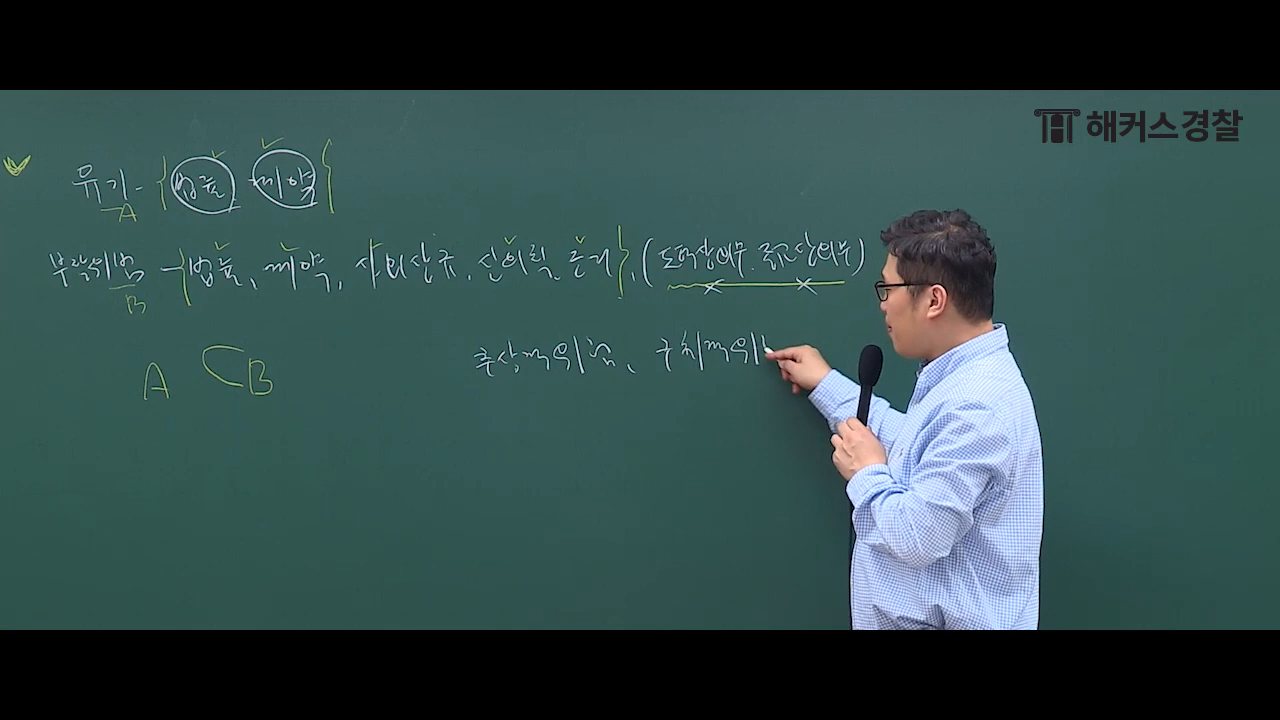 해커스경찰
유기 - { 법률 계약 }
A
부작위범 - { 법률, 계약, 사회상규, 신의칙, 조리 }, ( 도덕상의무, 종교상의무 )
B
추상적위험, 구체적위
A ⊂ B